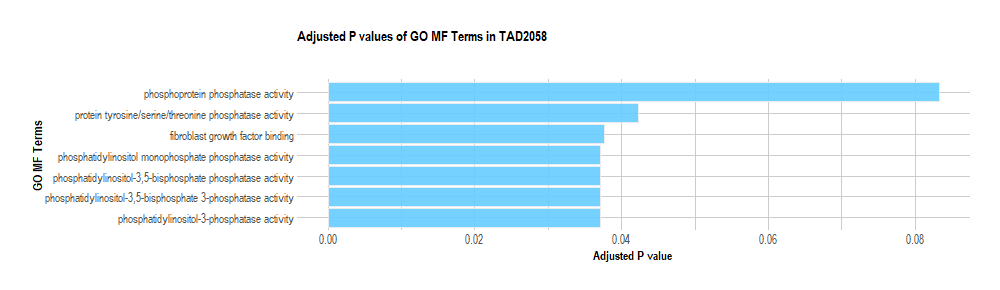 Adjusted P values of GO MF Terms in TAD2058
GO MF Terms
phosphoprotein phosphatase activity
protein tyrosine/serine/threonine phosphatase activity
fibroblast growth factor binding
phosphatidylinositol monophosphate phosphatase activity
phosphatidylinositol-3,5-bisphosphate phosphatase activity
phosphatidylinositol-3,5-bisphosphate 3-phosphatase activity
phosphatidylinositol-3-phosphatase activity
0.00 0.02 0.04 0.06 0.08
Adjusted P value